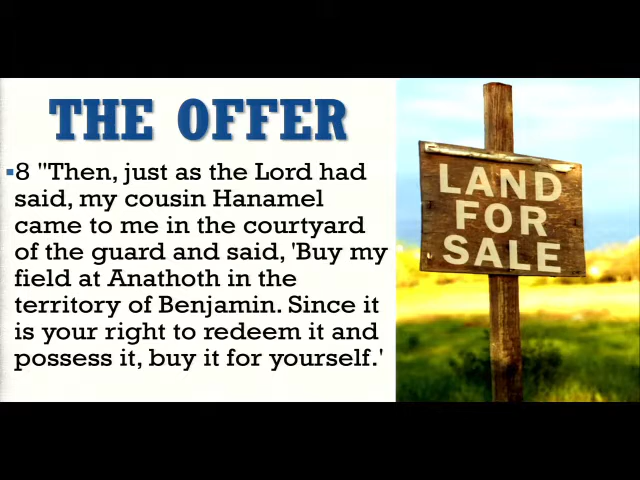 THE OFFER
▪8 "Then, just as the Lord had
said, my cousin Hanamel
came to me in the courtyard
of the guard and said, 'Buy my
field at Anathoth in the
territory of Benjamin. Since it
is your right to redeem it and
possess it, buy it for yourself.'
LAND
FOR
SALE